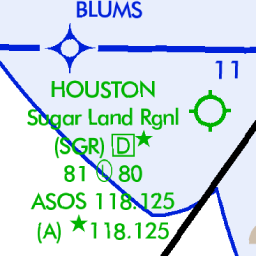 BLUMS
11
HOUSTON
Sugar Land Rgnl
(SGR) D★
81 Ⓛ 80
ASOS 118.125
(A) ★118.125